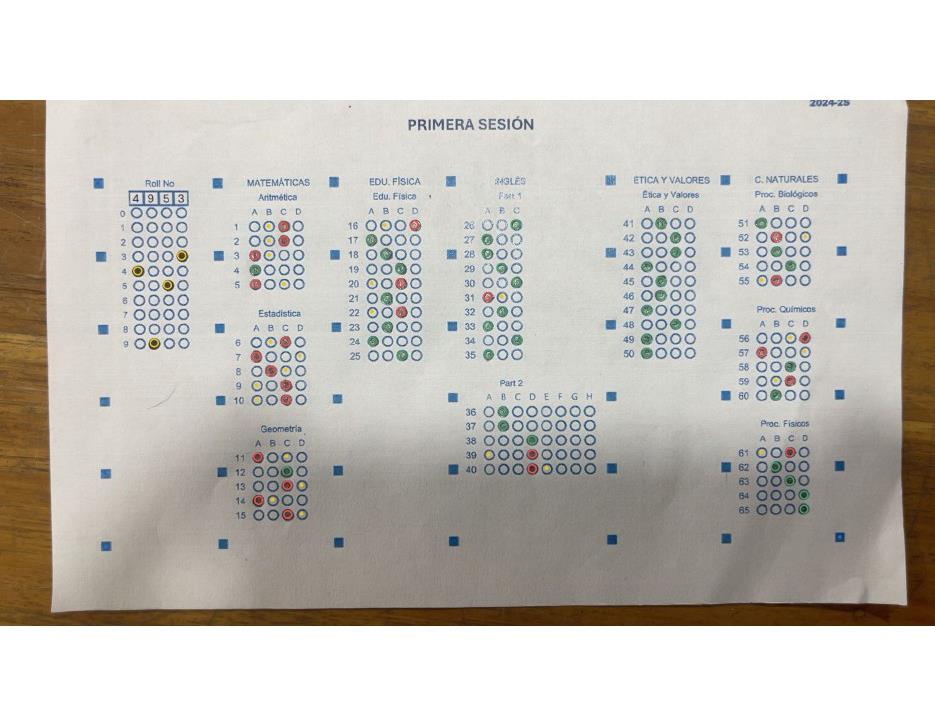 2024-25
PRIMERA SESIÓN
Roll No
4 9 5 3
0
1
2
3
4
5
6
7
8
9
MATEMÁTICAS
Aritmética
A B C D
1
2
3
4
5
Estadística
A B C D
6
7
8
9
10
Geometría
A B C D
11
12
13
14
15
EDU. FÍSICA
Edu. Física
A B C D
16
17
18
19
20
21
22
23
24
25
INGLÉS
Part 1
A B C
26
27
28
29
30
31
32
33
34
35
Part 2
A B C D E F G H
36
37
38
39
40
ÉTICA Y VALORES
Ética y Valores
A B C D
41
42
43
44
45
46
47
48
49
50
C. NATURALES
Proc. Biológicos
A B C D
51
52
53
54
55
Proc. Químicos
A B C D
56
57
58
59
60
Proc. Físicos
A B C D
61
62
63
64
65